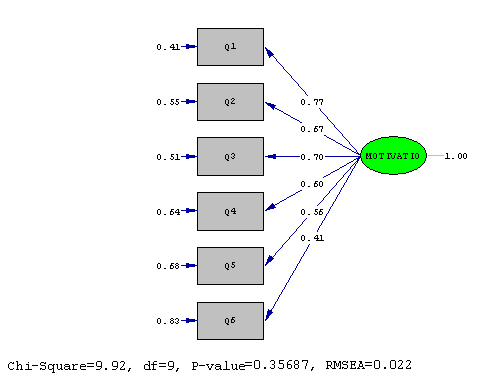 0.41 Q1
0.77
0.55 Q2
0.67
0.51 Q3 0.70 MOTIVATIO 1.00
0.60
0.64 Q4
0.56
0.41
0.68 Q5
0.83 Q6
Chi-Square=9.92, df=9, P-value=0.35687, RMSEA=0.022